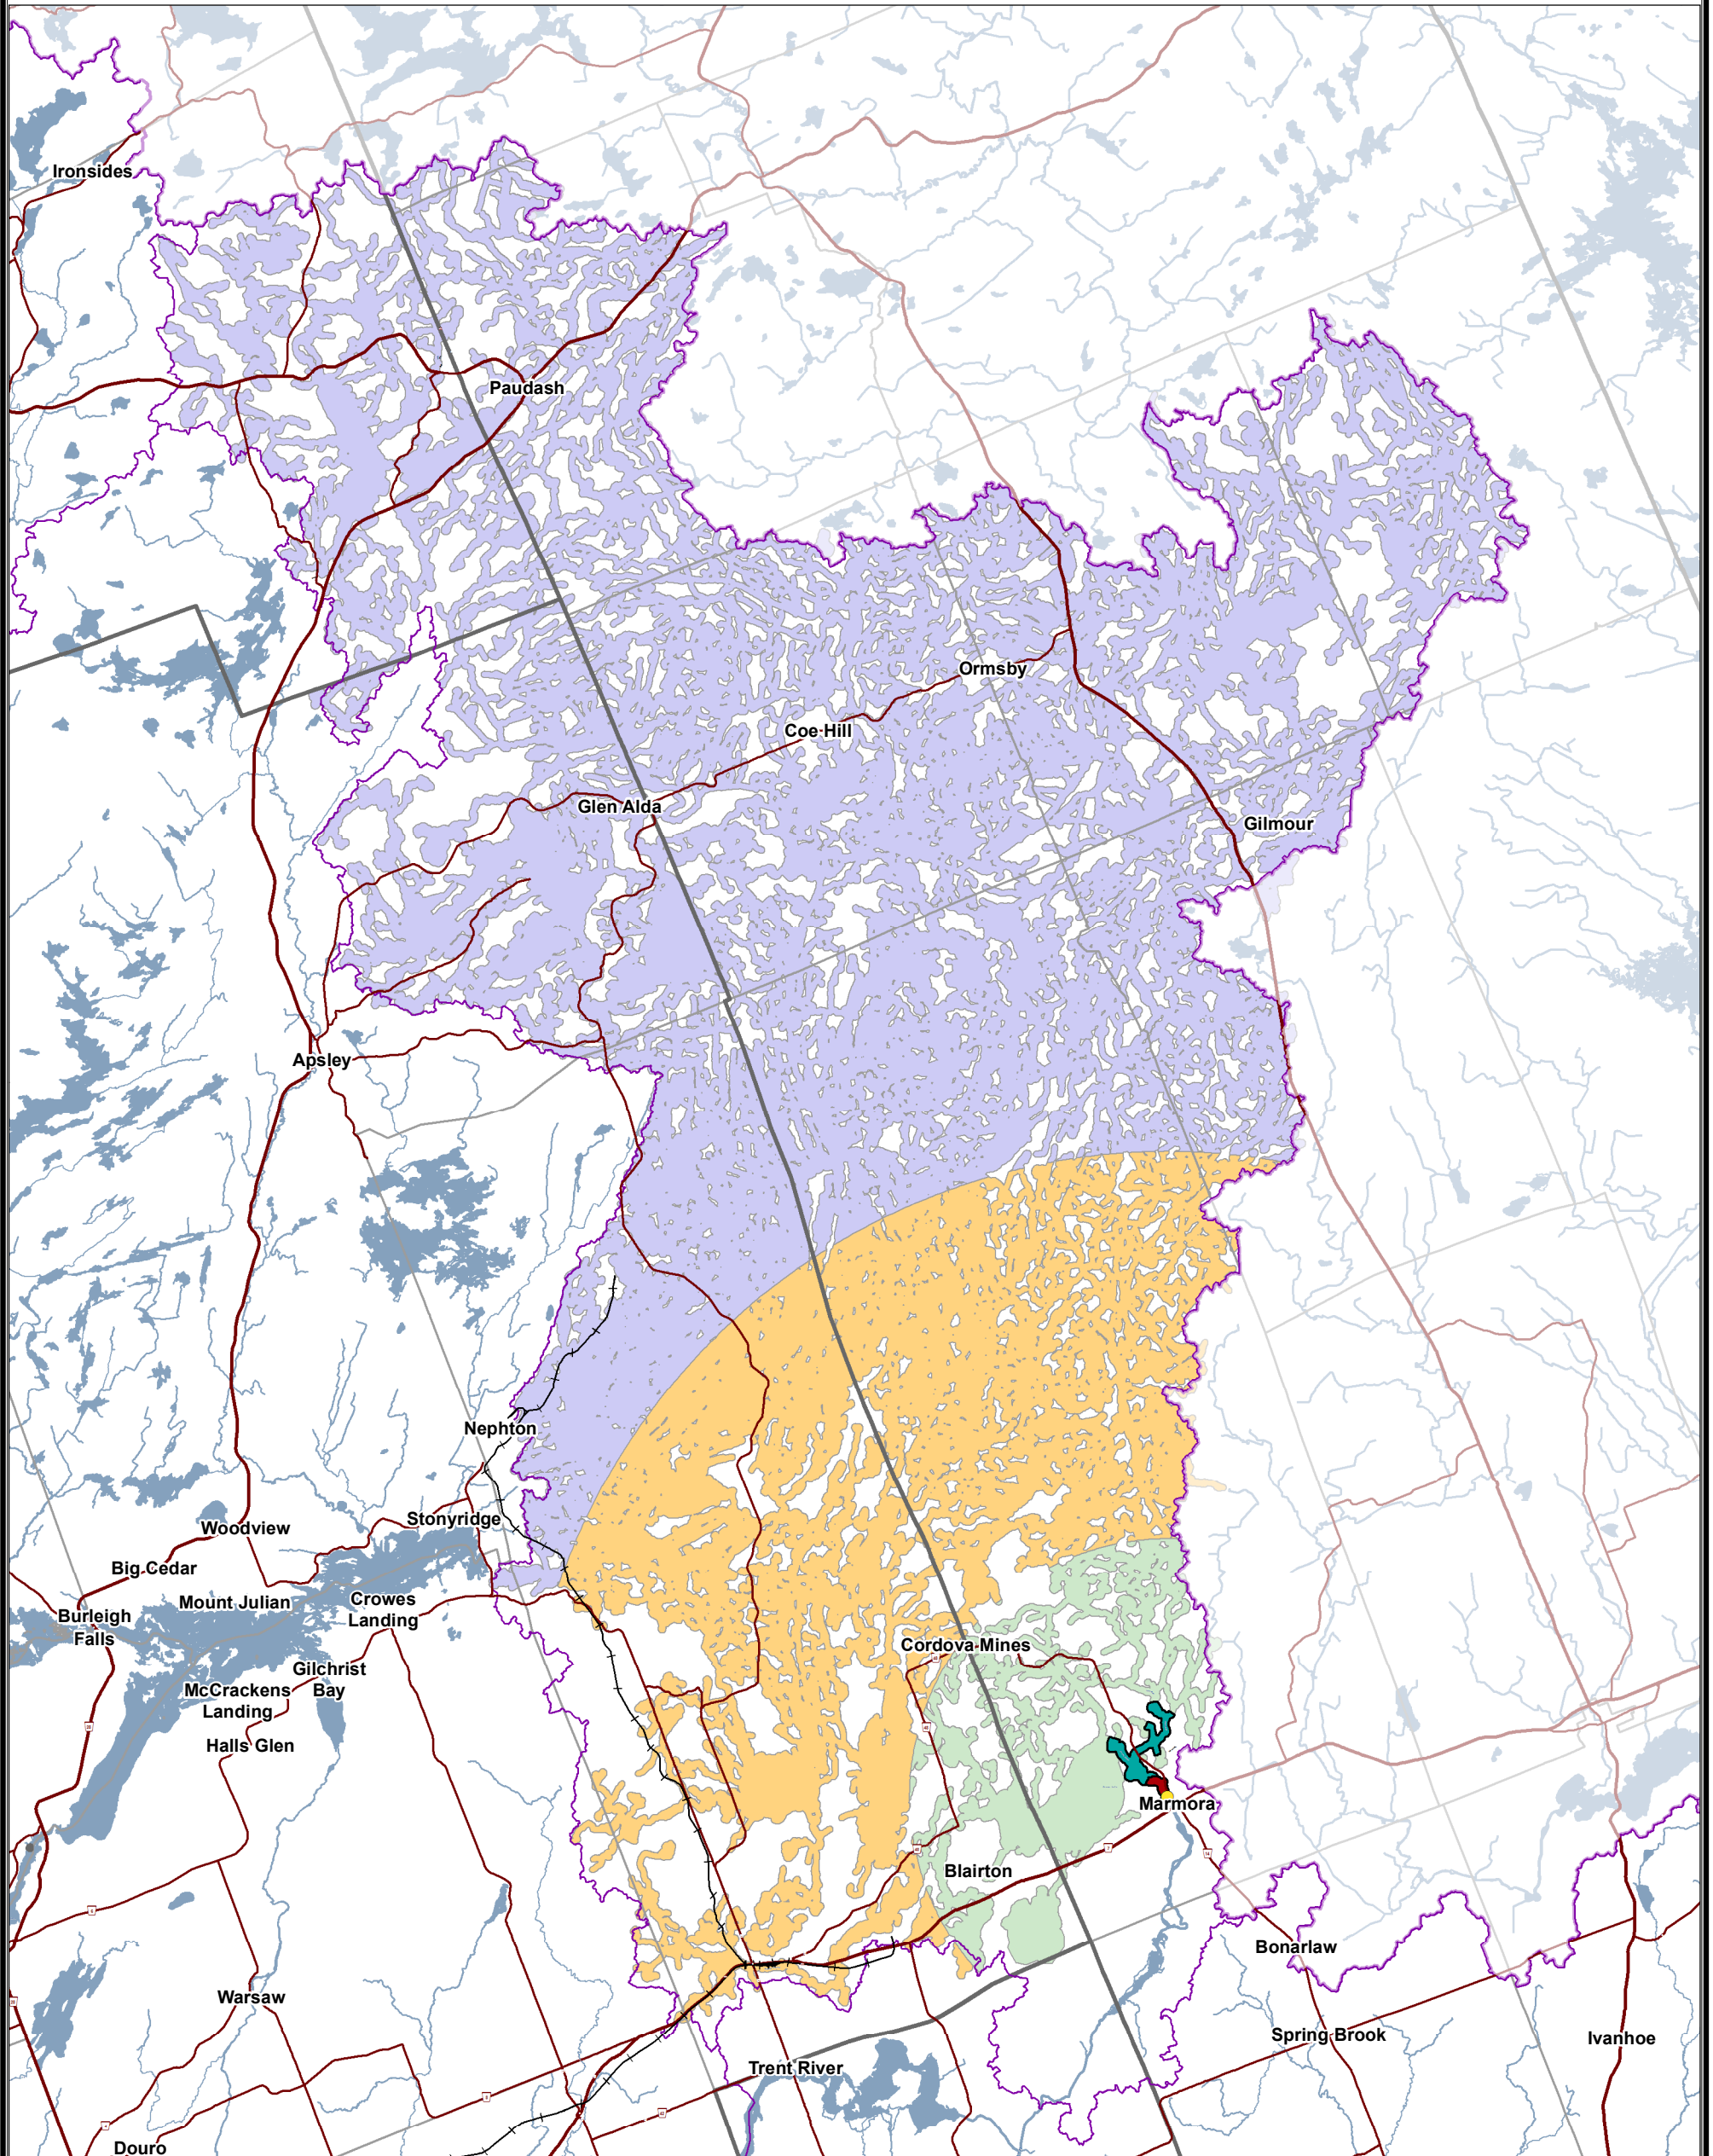 Ironsides
Paudash
Ormsby
Coe Hill
Glen Alda
Gilmour
Apsley
Nephton
Stonyridge
Woodview
Big Cedar
Mount Julian
Crowes
Landing
Burleigh
Falls
Cordova Mines
Gilchrist
Bay
McCrackens
Landing
Halls Glen
Marmora
Blairton
Bonarlaw
Warsaw
Spring Brook
Ivanhoe
Trent River
Douro